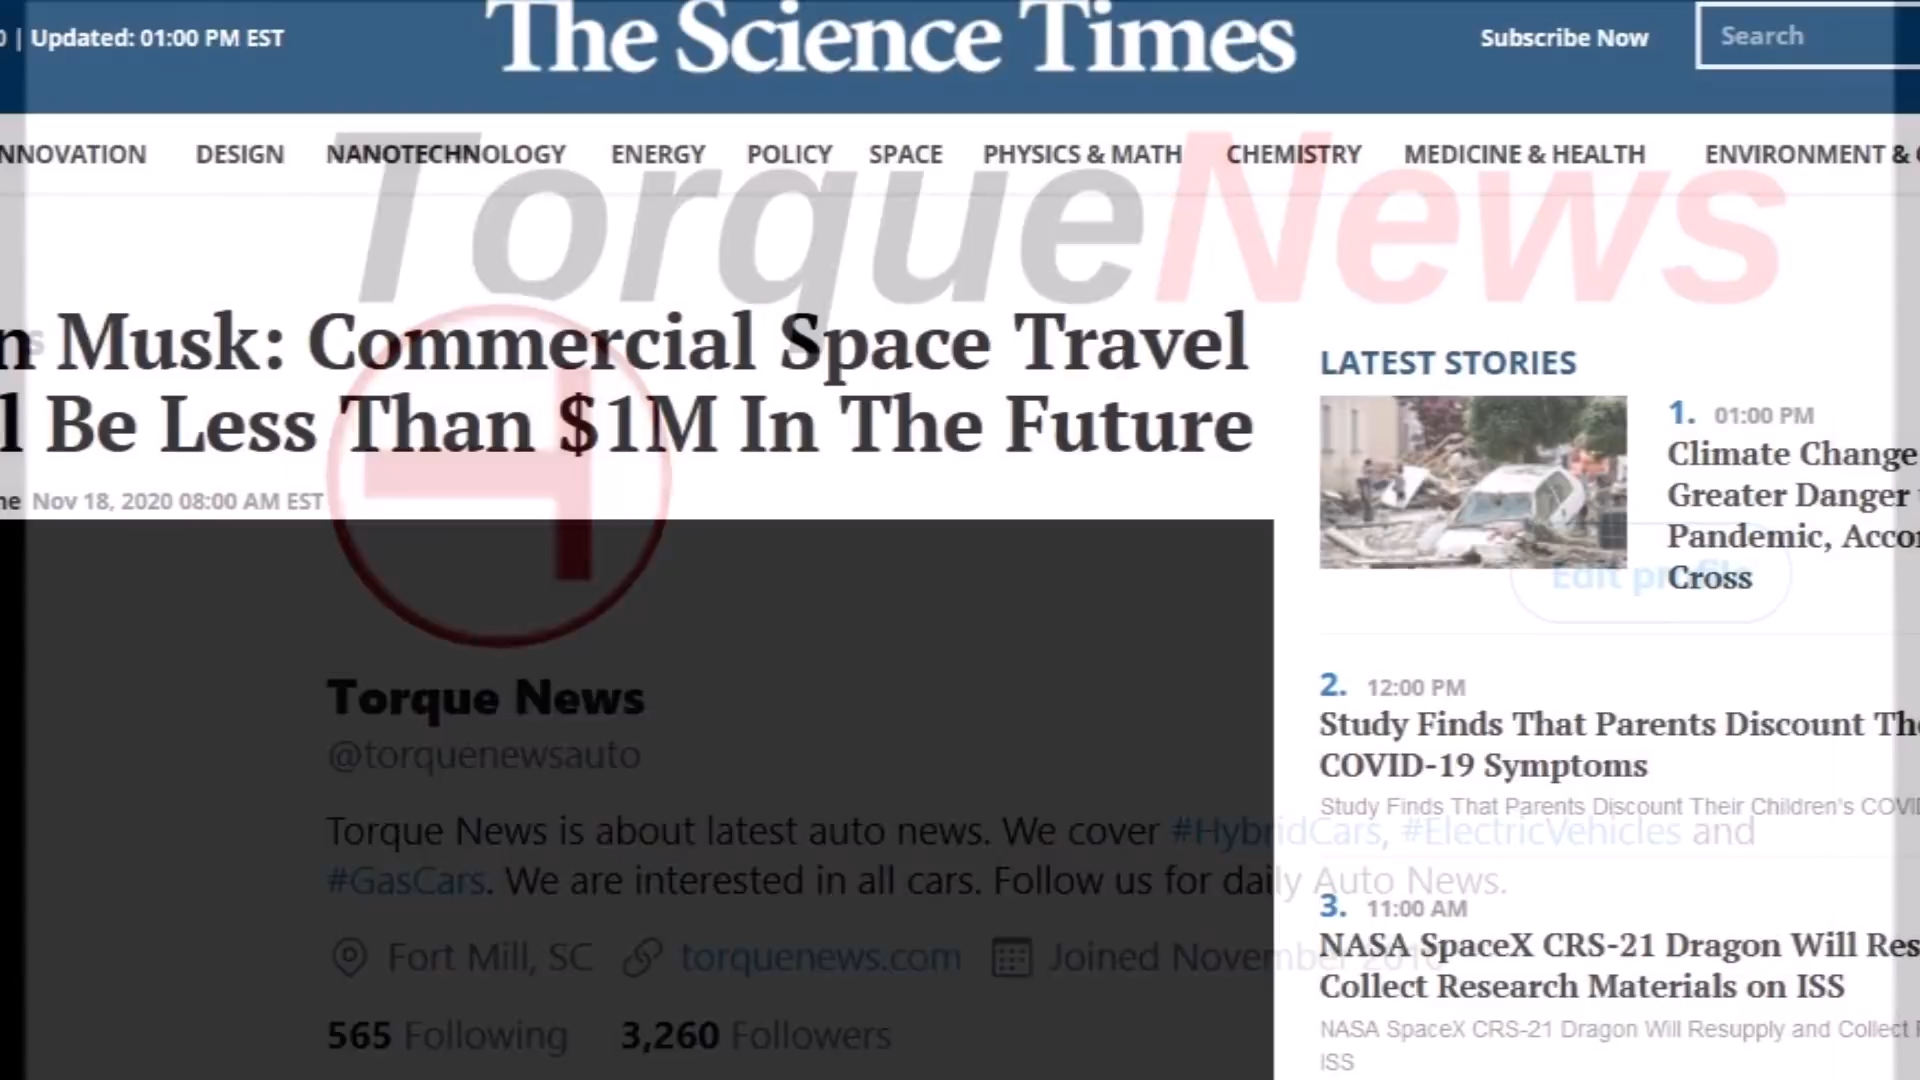 | Updated: 01:00 PM EST
The Science Times
Subscribe Now
Search
NNOVATION DESIGN NANOTECHNOLOGY ENERGY POLICY SPACE PHYSICS & MATH CHEMISTRY MEDICINE & HEALTH ENVIRONMENT &
TorqueNews
n Musk: Commercial Space Travel
l Be Less Than $1M In The Future
ne Nov 18, 2020 08:00 AM EST
LATEST STORIES
1. 01:00 PM
Climate Change
Greater Danger
Pandemic, Acco
Cross
Edit profile
2. 12:00 PM
Study Finds That Parents Discount The
COVID-19 Symptoms
Study Finds That Parents Discount Their Children's COVI
3. 11:00 AM
NASA SpaceX CRS-21 Dragon Will Res
Collect Research Materials on ISS
NASA SpaceX CRS-21 Dragon Will Resupply and Collect
ISS
Torque News
@torquenewsauto
Torque News is about latest auto news. We cover #HybridCars, #ElectricVehicles and
#GasCars. We are interested in all cars. Follow us for daily Auto News.
Fort Mill, SC torquenews.com Joined November 2010
565 Following 3,260 Followers